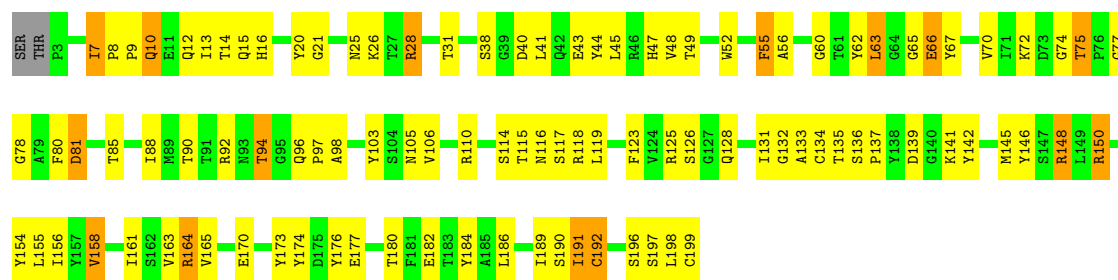 SER THR P3 I7 P8 P9 Q10 E11 Q12 I13 T14 Q15 H16 Y20 G21 N25 K26 T27 R28 T31 S38 G39 D40 L41 Q42 E43 Y44 L45 R46 H47 V48 T49 W52 F55 A56 G60 T61 Y62 L63 G64 G65 E66 Y67 V70 I71 K72 D73 G74 T75 P76 G77
G78 A79 F80 D81 T85 I88 M89 T90 T91 R92 N93 T94 G95 Q96 P97 A98 Y103 S104 N105 V106 R110 S114 T115 N116 S117 R118 L119 F123 V124 R125 S126 G127 Q128 I131 G132 A133 C134 T135 S136 P137 Y138 D139 G140 K141 Y142 M145 Y146 S147 R148 L149 R150
Y154 L155 I156 Y157 V158 I161 S162 V163 R164 V165 E170 Y173 Y174 D175 Y176 E177 T180 F181 E182 T183 Y184 A185 L186 I189 S190 I191 C192 S196 S197 L198 C199